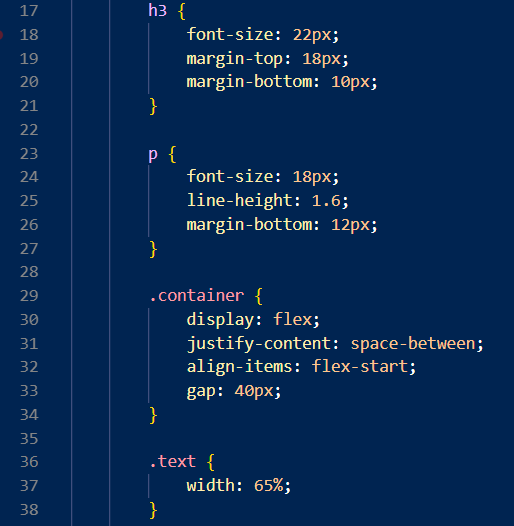 17 h3 {
18 font-size: 22px;
19 margin-top: 18px;
20 margin-bottom: 10px;
21 }
22
23 p {
24 font-size: 18px;
25 line-height: 1.6;
26 margin-bottom: 12px;
27 }
28
29 .container {
30 display: flex;
31 justify-content: space-between;
32 align-items: flex-start;
33 gap: 40px;
34 }
35
36 .text {
37 width: 65%;
38 }